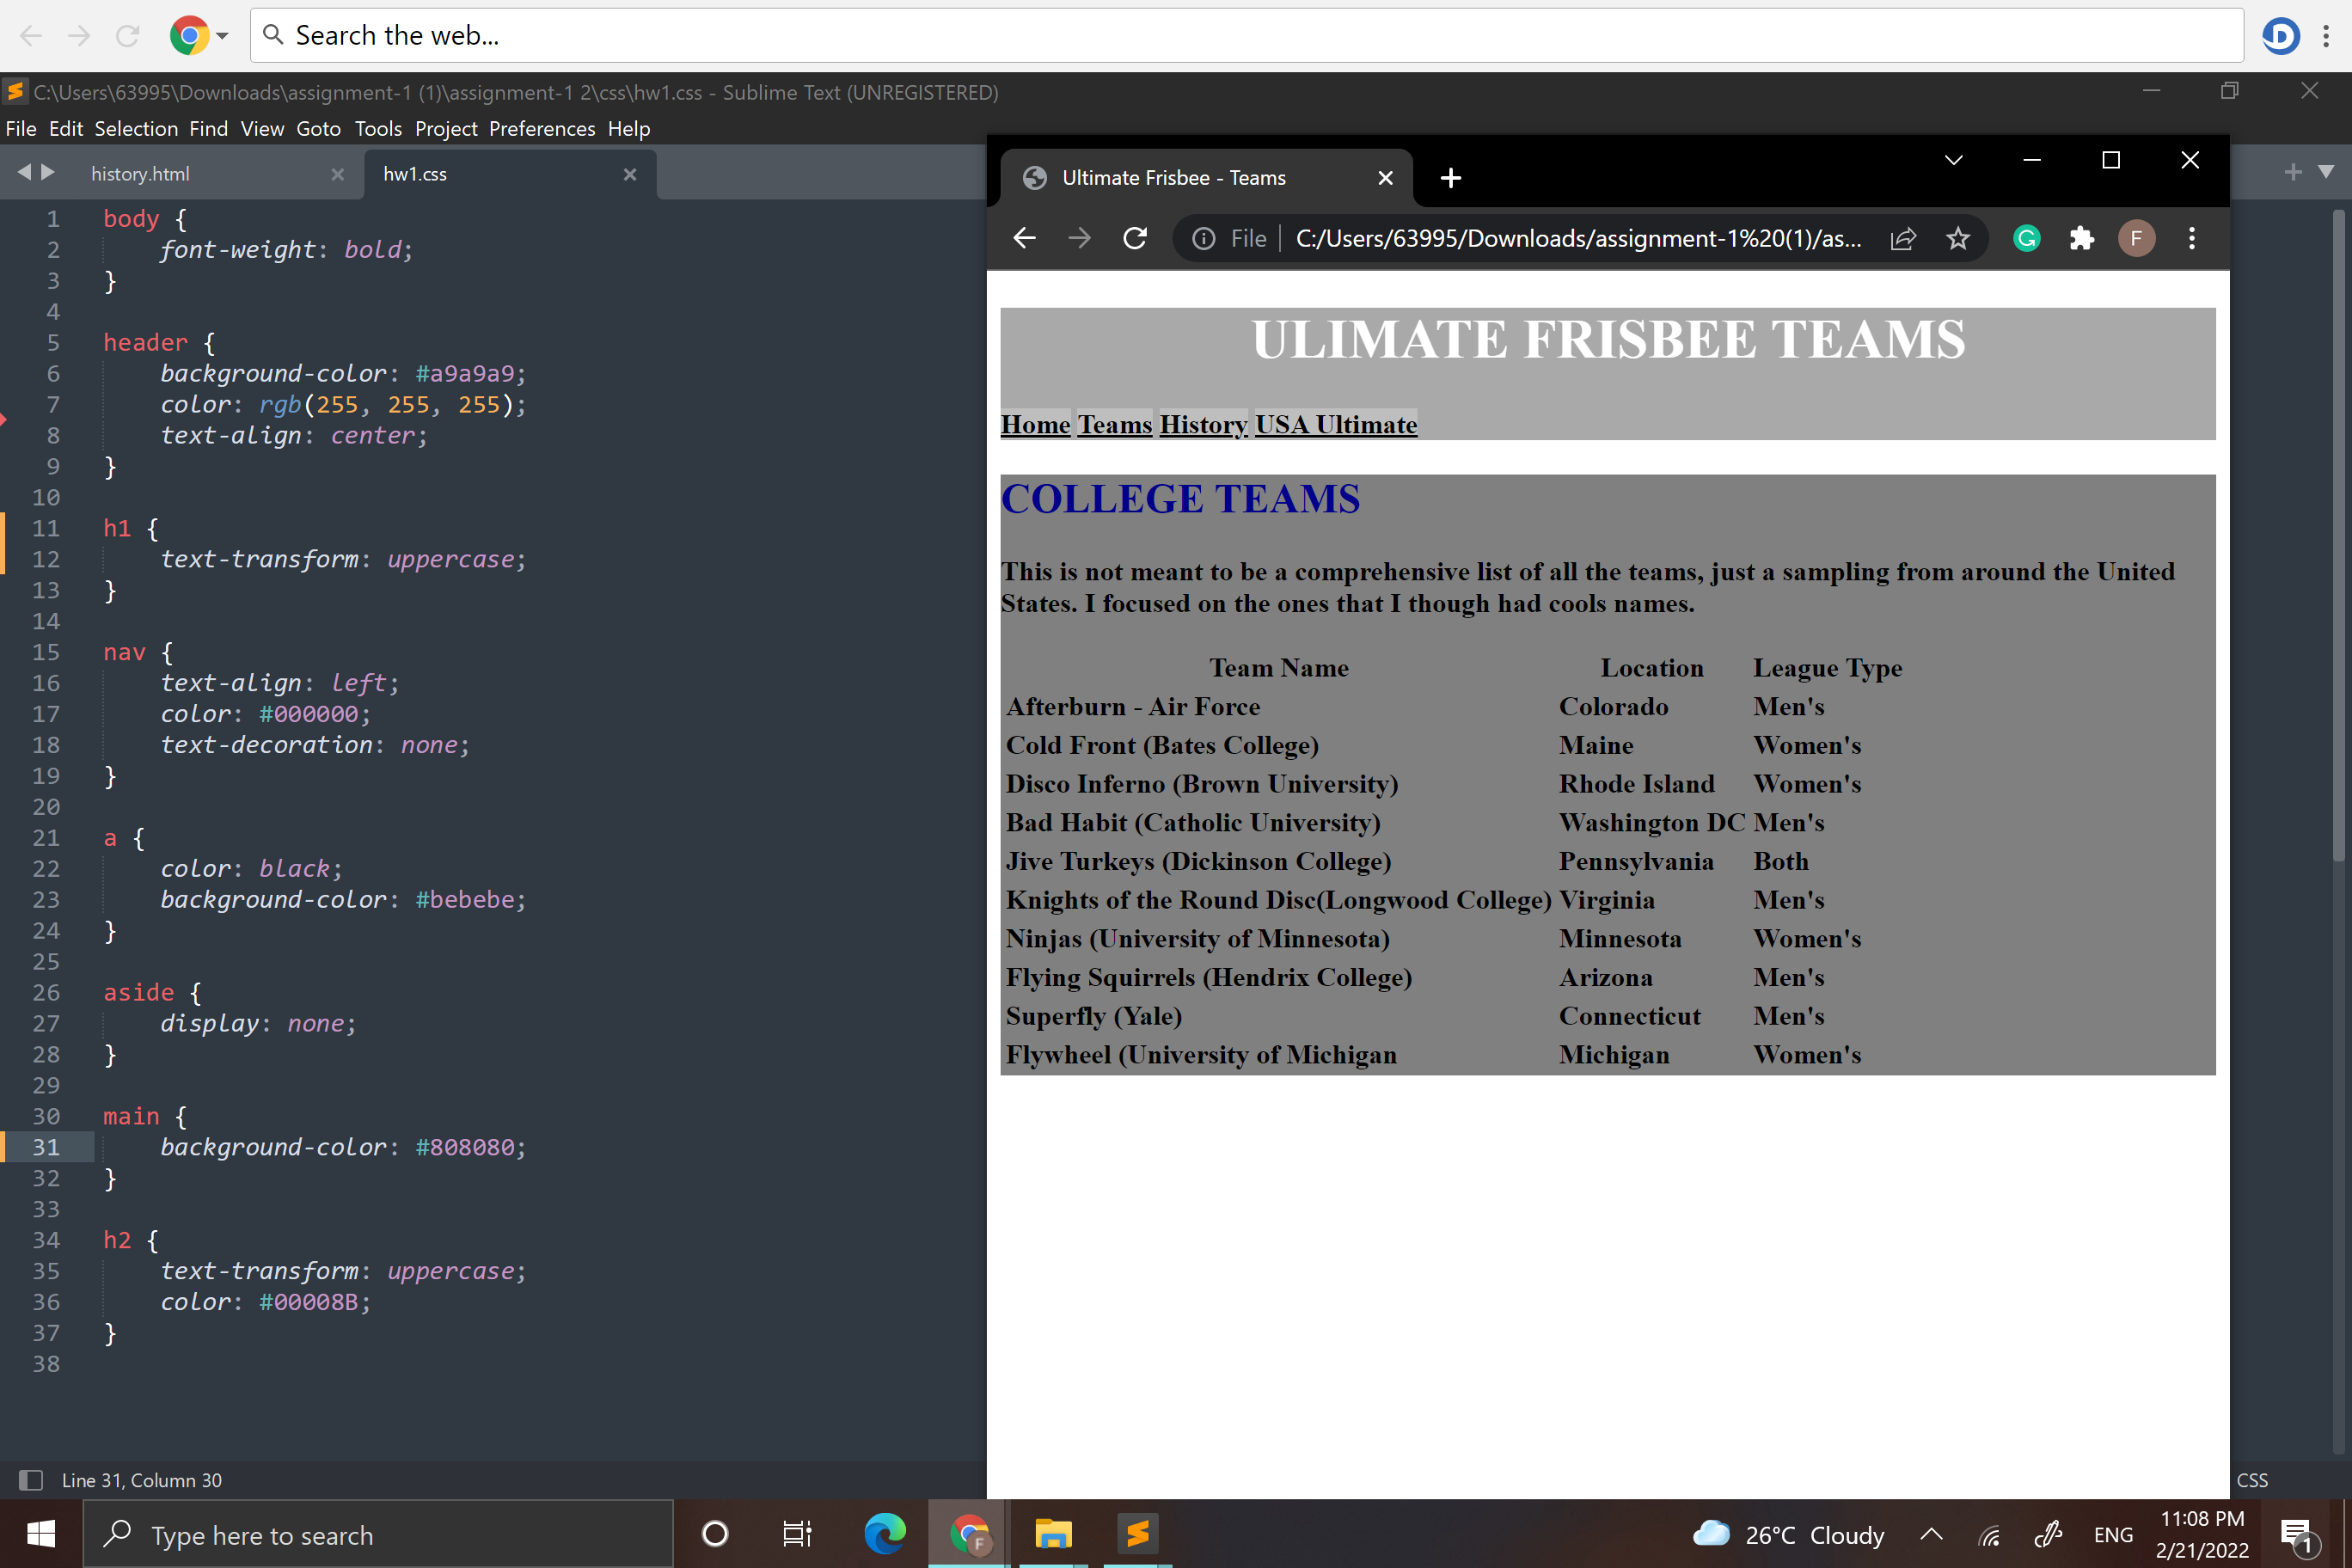 Search the web...
C:\Users\63995\Downloads\assignment-1 (1)\assignment-1 2\css\hw1.css - Sublime Text (UNREGISTERED)
File Edit Selection Find View Goto Tools Project Preferences Help
history.html
hw1.css
1 body {
2 font-weight: bold;
3 }
4
5 header {
6 background-color: #a9a9a9;
7 color: rgb(255, 255, 255);
8 text-align: center;
9 }
10
11 h1 {
12 text-transform: uppercase;
13 }
14
15 nav {
16 text-align: left;
17 color: #000000;
18 text-decoration: none;
19 }
20
21 a {
22 color: black;
23 background-color: #bebebe;
24 }
25
26 aside {
27 display: none;
28 }
29
30 main {
31 background-color: #808080;
32 }
33
34 h2 {
35 text-transform: uppercase;
36 color: #00008B;
37 }
38
Line 31, Column 30
CSS
Ultimate Frisbee - Teams
File C:/Users/63995/Downloads/assignment-1%20(1)/as...
F
ULIMATE FRISBEE TEAMS
Home Teams History USA Ultimate
COLLEGE TEAMS
This is not meant to be a comprehensive list of all the teams, just a sampling from around the United
States. I focused on the ones that I though had cools names.
Team Name Location League Type
Afterburn - Air Force Colorado Men's
Cold Front (Bates College) Maine Women's
Disco Inferno (Brown University) Rhode Island Women's
Bad Habit (Catholic University) Washington DC Men's
Jive Turkeys (Dickinson College) Pennsylvania Both
Knights of the Round Disc(Longwood College) Virginia Men's
Ninjas (University of Minnesota) Minnesota Women's
Flying Squirrels (Hendrix College) Arizona Men's
Superfly (Yale) Connecticut Men's
Flywheel (University of Michigan Michigan Women's
Type here to search
F
26°C Cloudy
ENG
11:08 PM
2/21/2022
1